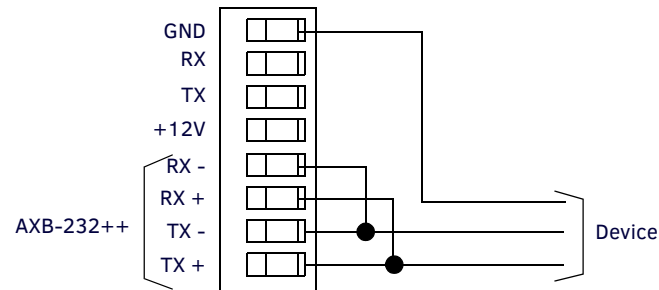 GND
RX
TX
+12V
RX -
RX +
AXB-232++
TX -
Device
TX +